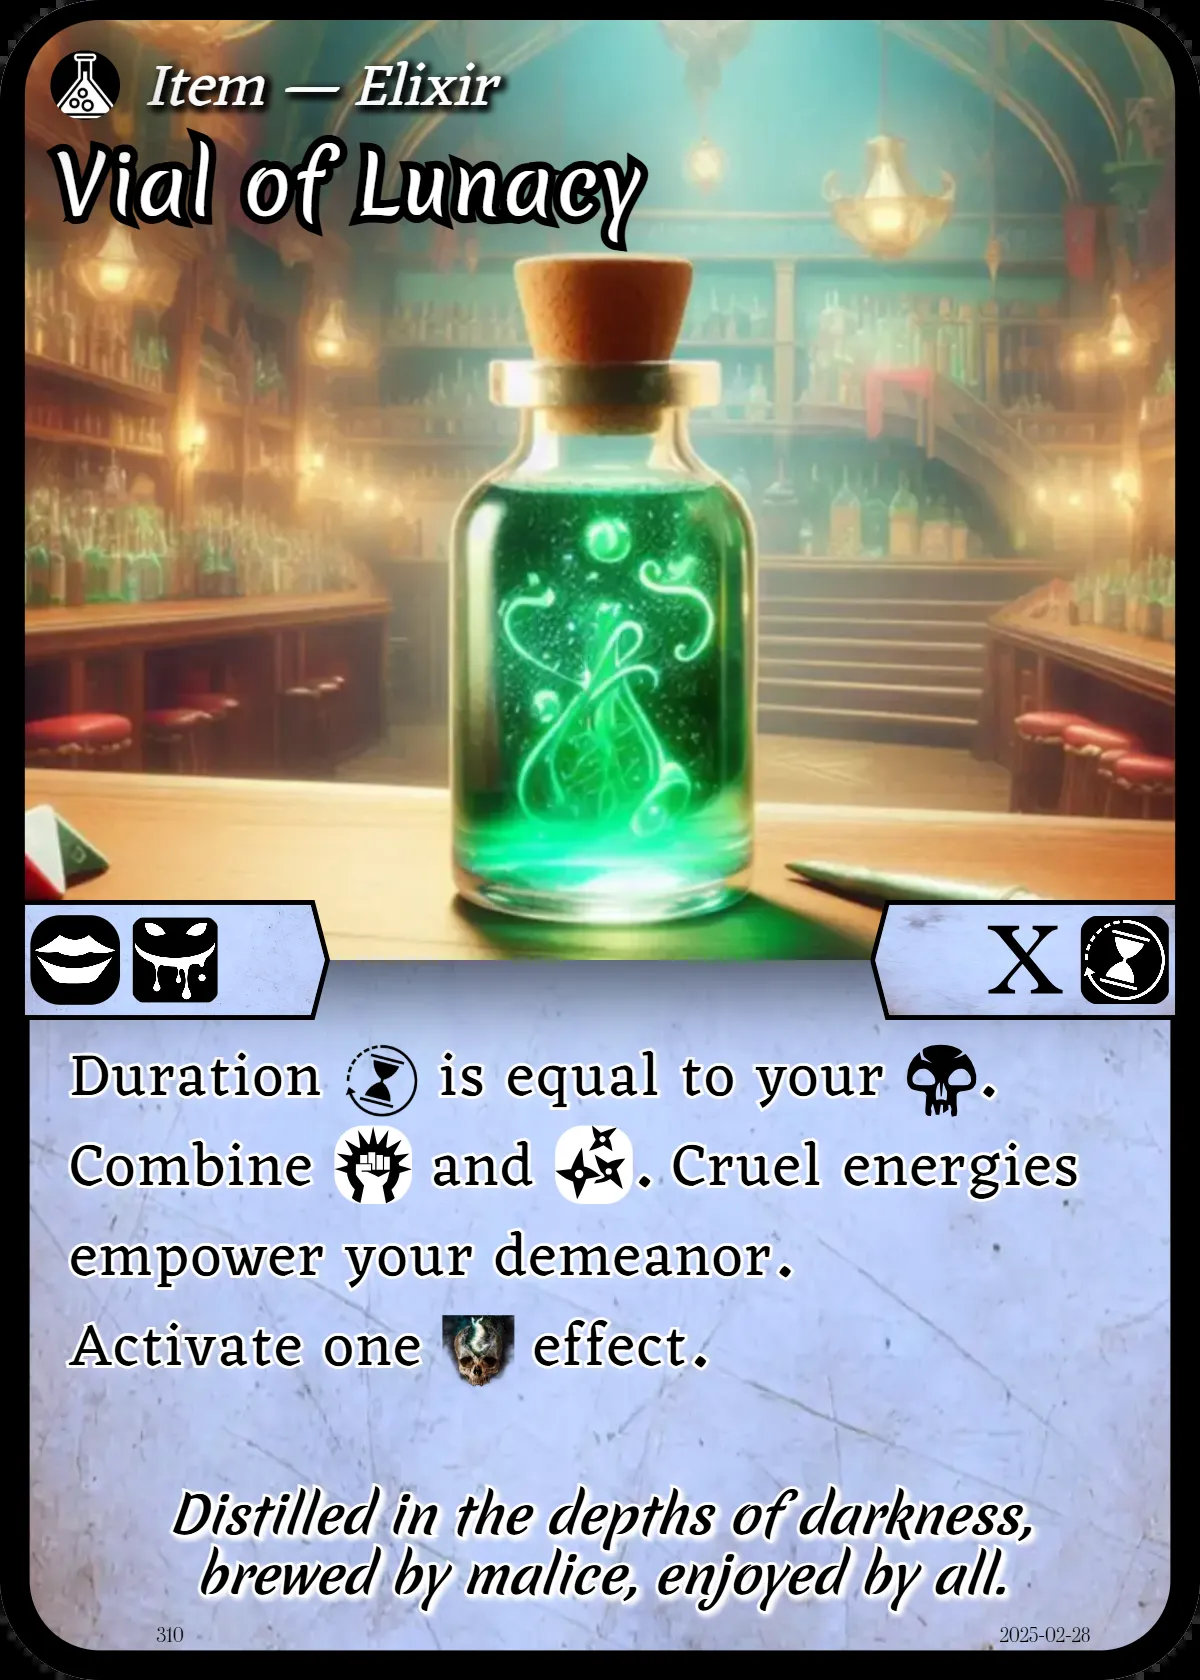 Item — Elixir
Vial of Lunacy
X
Duration is equal to your .
Combine and . Cruel energies
empower your demeanor.
Activate one effect.
Distilled in the depths of darkness,
brewed by malice, enjoyed by all.
310
2025-02-28